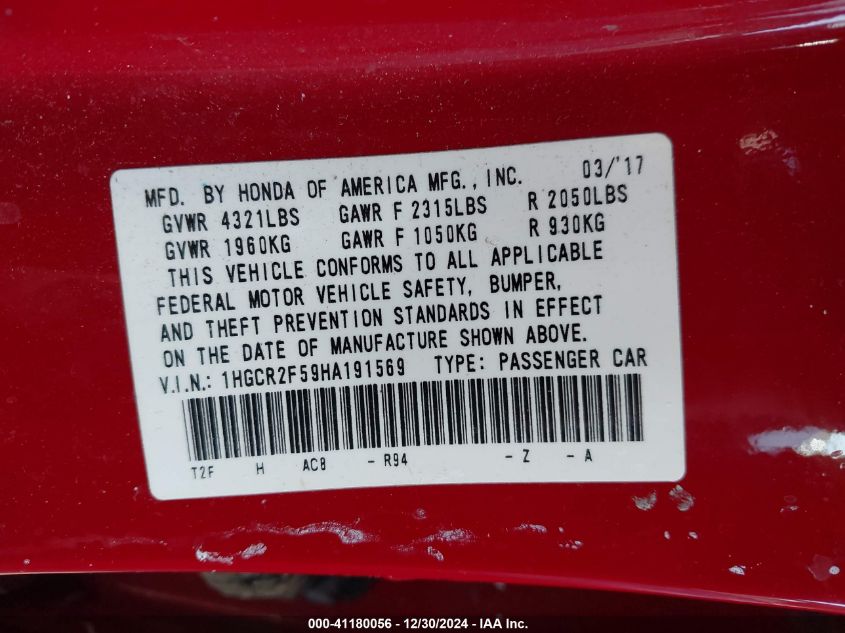 MFD. BY HONDA OF AMERICA MFG., INC. 03/'17
GVWR 4321LBS GAWR F 2315LBS R 2050LBS
GVWR 1960KG GAWR F 1050KG R 930KG
THIS VEHICLE CONFORMS TO ALL APPLICABLE
FEDERAL MOTOR VEHICLE SAFETY, BUMPER,
AND THEFT PREVENTION STANDARDS IN EFFECT
ON THE DATE OF MANUFACTURE SHOWN ABOVE.
V.I.N.: 1HGCR2F59HA191569 TYPE: PASSENGER CAR
T2F H AC8 - R94 - Z - A
000-41180056 - 12/30/2024 - IAA Inc.